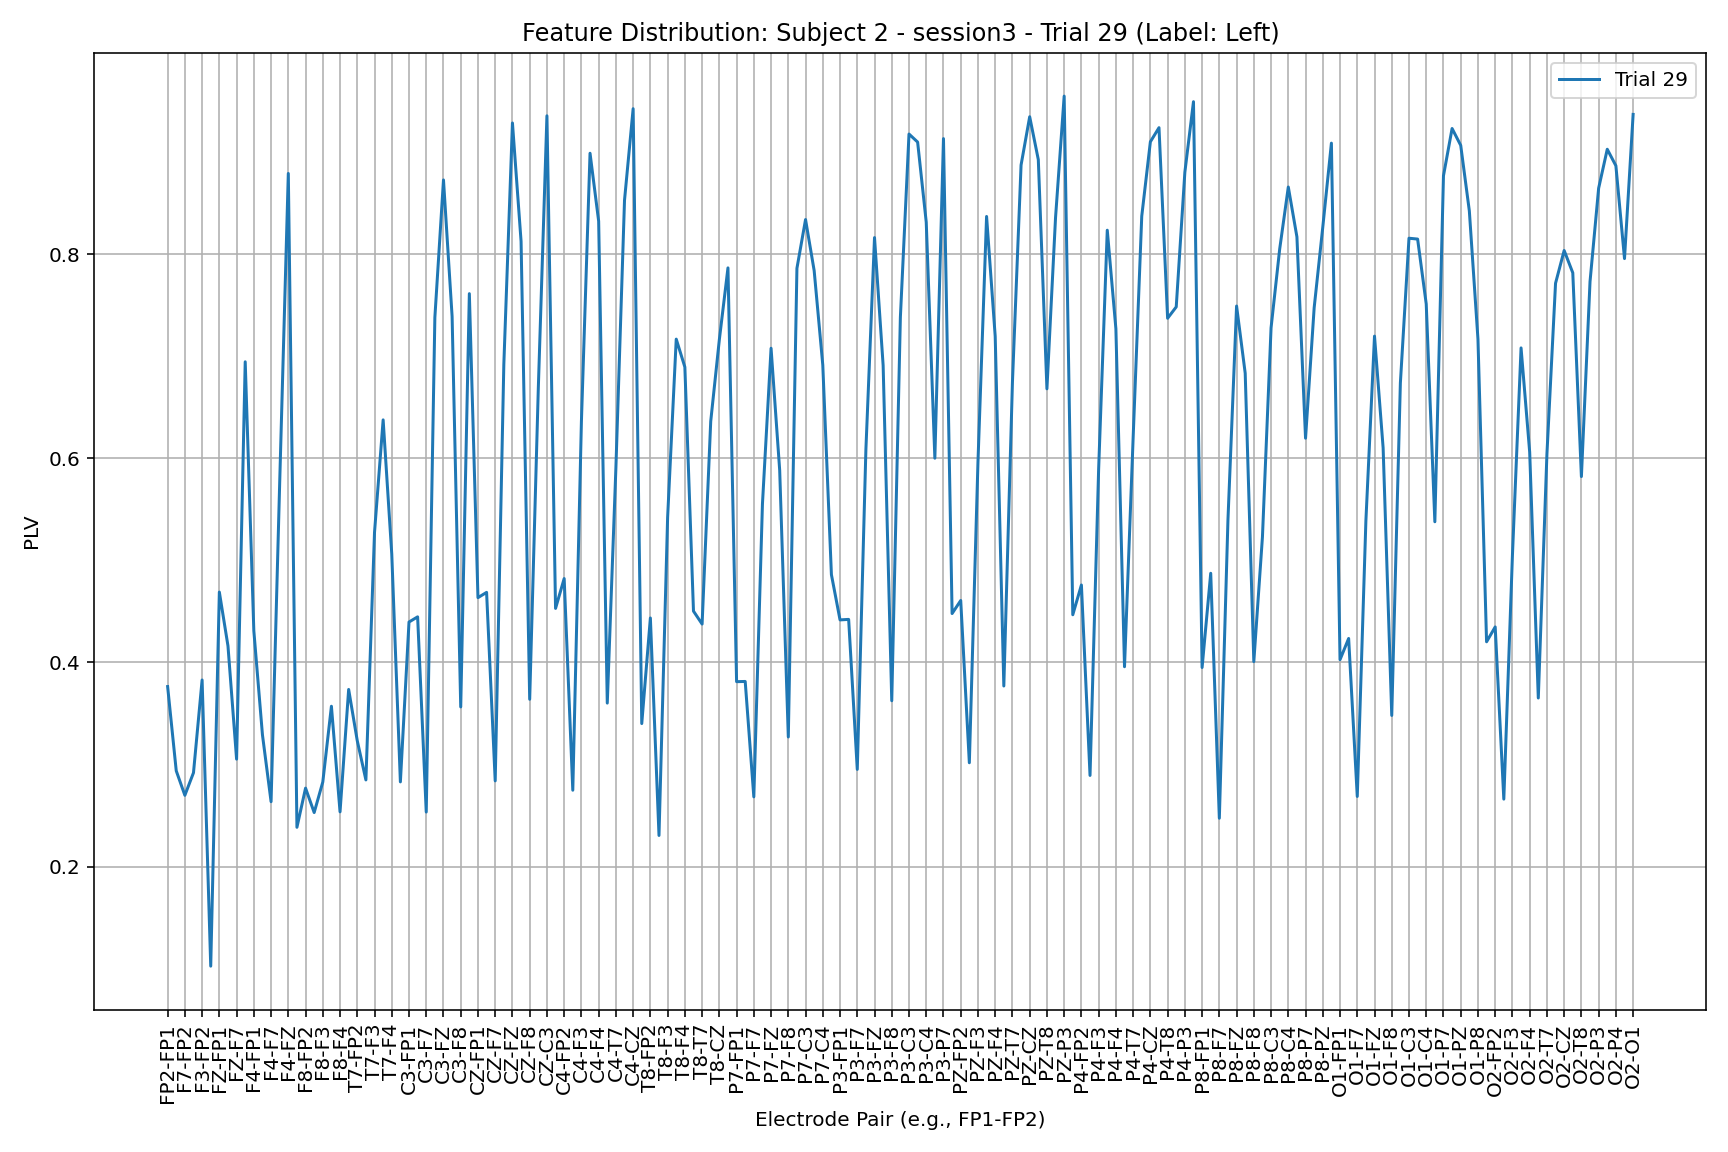 Feature Distribution: Subject 2 - session3 - Trial 29 (Label: Left)
Trial 29
PLV
0.8
0.6
0.4
0.2
FP2-FP1
F7-FP2
F3-FP2
FZ-FP1
FZ-F7
F4-FP1
F4-F7
F4-FZ
F8-FP2
F8-F3
F8-F4
T7-FP2
T7-F3
T7-F4
C3-FP1
C3-F7
C3-FZ
C3-F8
CZ-FP1
CZ-F7
CZ-FZ
CZ-F8
CZ-C3
C4-FP2
C4-F3
C4-F4
C4-T7
C4-CZ
T8-FP2
T8-F3
T8-F4
T8-T7
T8-CZ
P7-FP1
P7-F7
P7-FZ
P7-F8
P7-C3
P7-C4
P3-FP1
P3-F7
P3-FZ
P3-F8
P3-C3
P3-C4
P3-P7
PZ-FP2
PZ-F3
PZ-F4
PZ-T7
PZ-CZ
PZ-T8
PZ-P3
P4-FP2
P4-F3
P4-F4
P4-T7
P4-CZ
P4-T8
P4-P3
P8-FP1
P8-F7
P8-FZ
P8-F8
P8-C3
P8-C4
P8-P7
P8-PZ
O1-FP1
O1-F7
O1-FZ
O1-F8
O1-C3
O1-C4
O1-P7
O1-PZ
O1-P8
O2-FP2
O2-F3
O2-F4
O2-T7
O2-CZ
O2-T8
O2-P3
O2-P4
O2-O1
Electrode Pair (e.g., FP1-FP2)